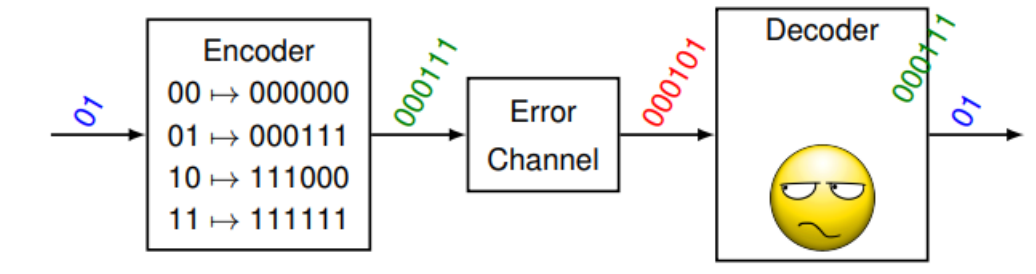 01
Encoder
00 ↦ 000000
01 ↦ 000111
10 ↦ 111000
11 ↦ 111111
000111
Error
Channel
000101
Decoder
000111
01